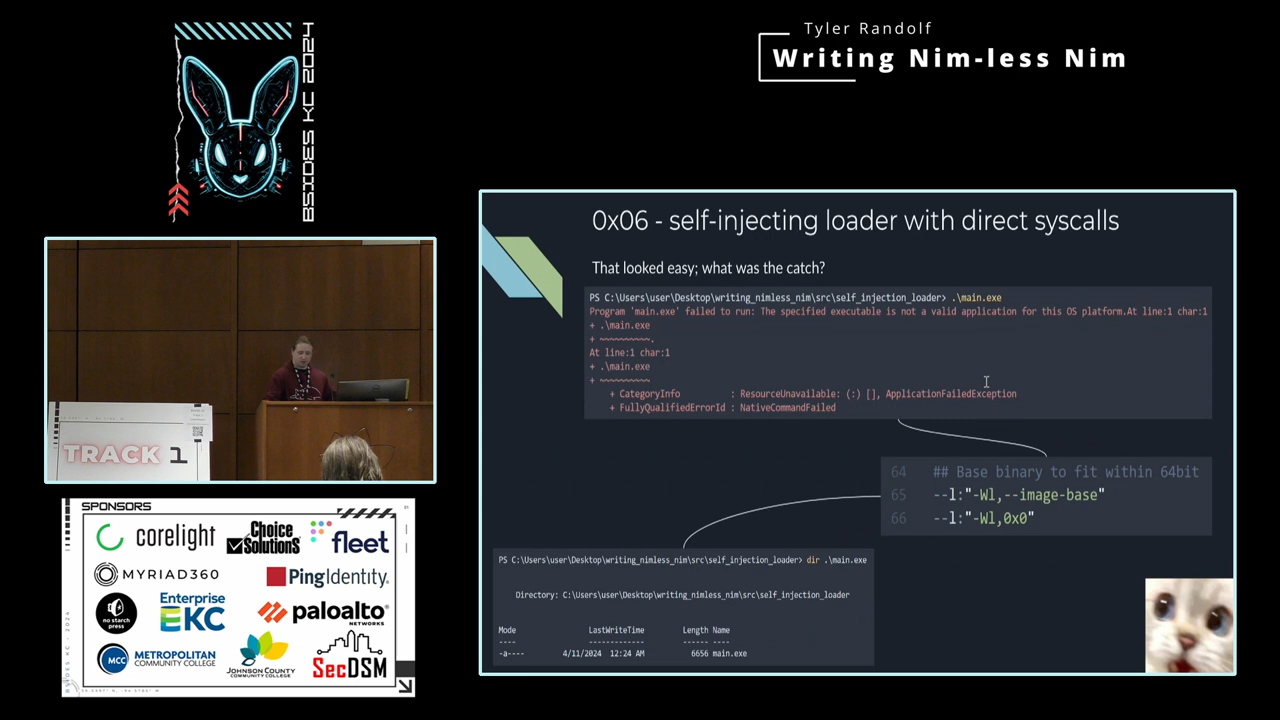 Tyler Randolf
Writing Nim-less Nim
BSIDES KC 2024
0x06 - self-injecting loader with direct syscalls
That looked easy; what was the catch?
PS C:\Users\user\Desktop\writing_nimless_nim\src\self_injection_loader> .\main.exe
Program 'main.exe' failed to run: The specified executable is not a valid application for this OS platform.At line:1 char:1
+ .\main.exe
+ ~~~~~~~~~~.
At line:1 char:1
+ .\main.exe
+ ~~~~~~~~~~
+ CategoryInfo : ResourceUnavailable: (:) [], ApplicationFailedException
+ FullyQualifiedErrorId : NativeCommandFailed
64 ## Base binary to fit within 64bit
65 --l:"-Wl,--image-base"
66 --l:"-Wl,0x0"
PS C:\Users\user\Desktop\writing_nimless_nim\src\self_injection_loader> dir .\main.exe
Directory: C:\Users\user\Desktop\writing_nimless_nim\src\self_injection_loader
Mode LastWriteTime Length Name
---- ------------- ------ ----
-a---- 4/11/2024 12:24 AM 6656 main.exe
TRACK 1
SPONSORS
corelight
Choice
Solutions
fleet
MYRIAD360
PingIdentity.
no starch
press
Enterprise
KC
paloalto
NETWORKS
MCC
METROPOLITAN
COMMUNITY COLLEGE
JOHNSON COUNTY
COMMUNITY COLLEGE
SecDSM